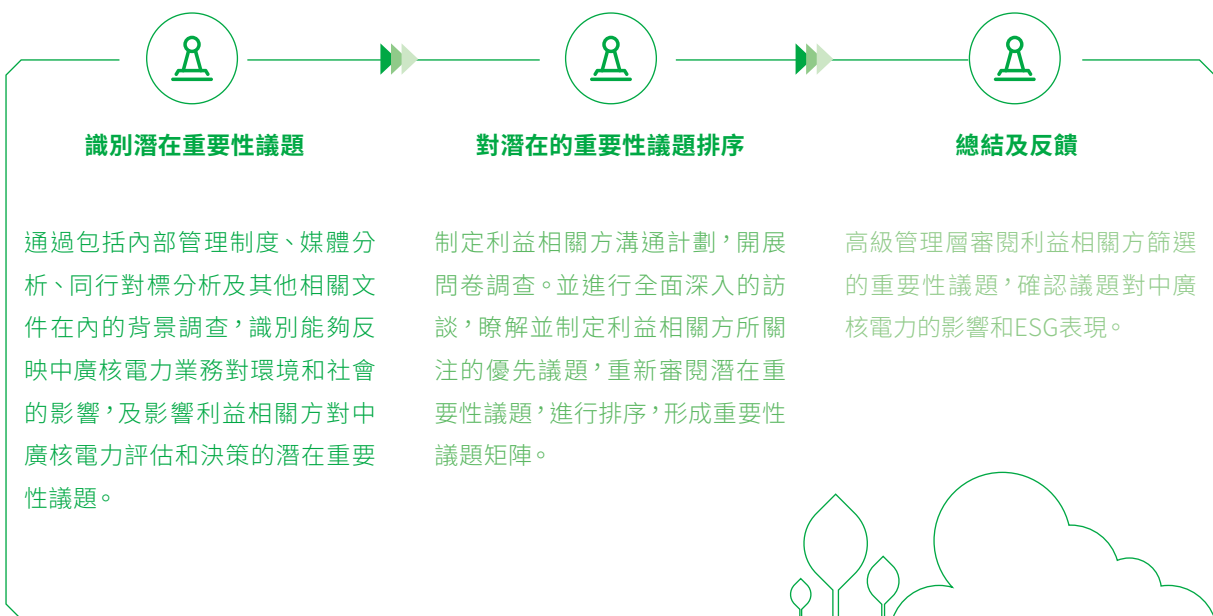 識別潛在重要性議題
通過包括內部管理制度、媒體分
析、同行對標分析及其他相關文
件在內的背景調查，識別能夠反
映中廣核電力業務對環境和社會
的影響，及影響利益相關方對中
廣核電力評估和決策的潛在重要
性議題。
對潛在的重要性議題排序
制定利益相關方溝通計劃，開展
問卷調查。並進行全面深入的訪
談，瞭解並制定利益相關方所關
注的優先議題，重新審閱潛在重
要性議題，進行排序，形成重要性
議題矩陣。
總結及反饋
高級管理層審閱利益相關方篩選
的重要性議題，確認議題對中廣
核電力的影響和ESG表現。